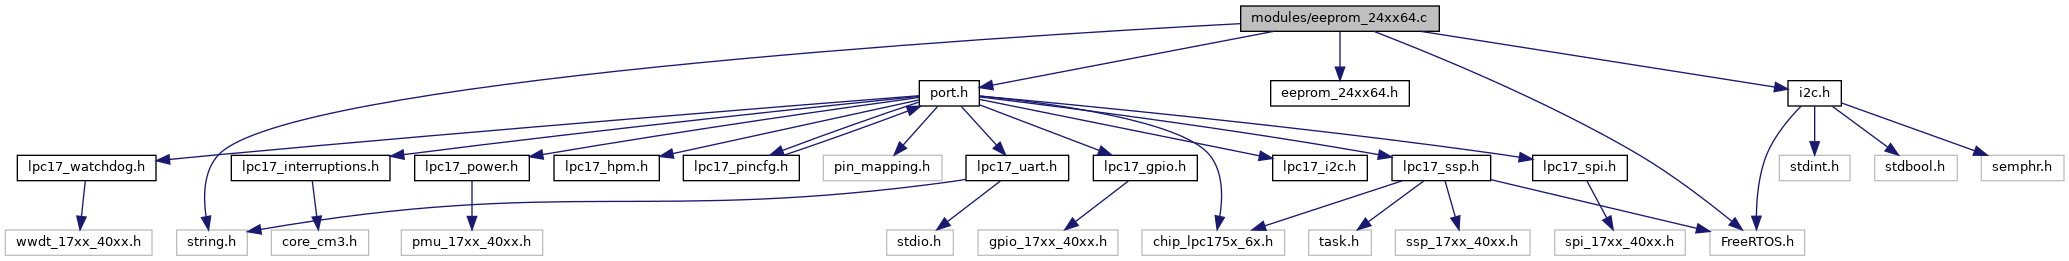 modules/eeprom_24xx64.c
port.h
eeprom_24xx64.h
i2c.h
lpc17_watchdog.h
lpc17_interruptions.h
lpc17_power.h
lpc17_hpm.h
lpc17_pincfg.h
pin_mapping.h
lpc17_uart.h
lpc17_gpio.h
lpc17_i2c.h
lpc17_ssp.h
lpc17_spi.h
stdint.h
stdbool.h
semphr.h
wwdt_17xx_40xx.h
string.h
core_cm3.h
pmu_17xx_40xx.h
stdio.h
gpio_17xx_40xx.h
chip_lpc175x_6x.h
task.h
ssp_17xx_40xx.h
spi_17xx_40xx.h
FreeRTOS.h